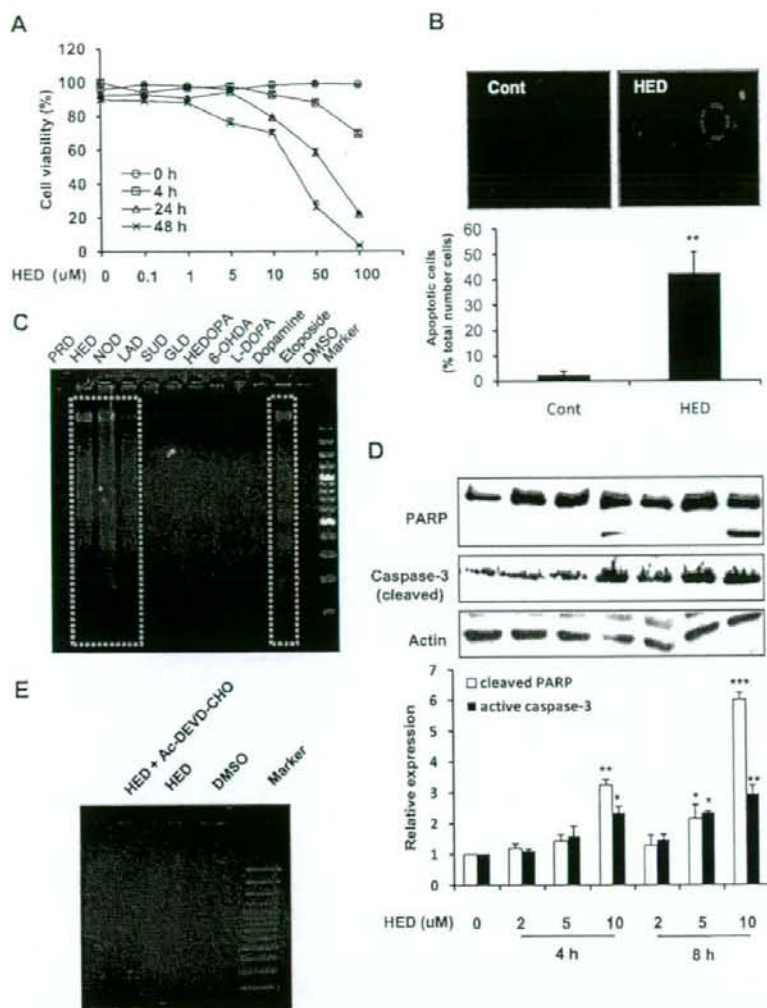 A
Cell viability (%)
120
100
80
60
40
20
0
0 h
4 h
24 h
48 h
HED (uM)
0 0.1 1 5 10 50 100
B
Cont
HED
Apoptotic cells
(% total number cells)
60
50
40
30
20
10
0
**
Cont HED
C
PRD
HED
NOD
LAD
SUD
GLD
HEDOPA
6-OHDA
L-DOPA
Dopamine
Etoposide
DMSO
Marker
D
PARP
Caspase-3
(cleaved)
Actin
Relative expression
7
6
5
4
3
2
1
0
cleaved PARP
active caspase-3
** * * * *** **
HED (uM) 0 2 5 10 2 5 10
4 h 8 h
E
HED + Ac-DEVD-CHO
HED
DMSO
Marker